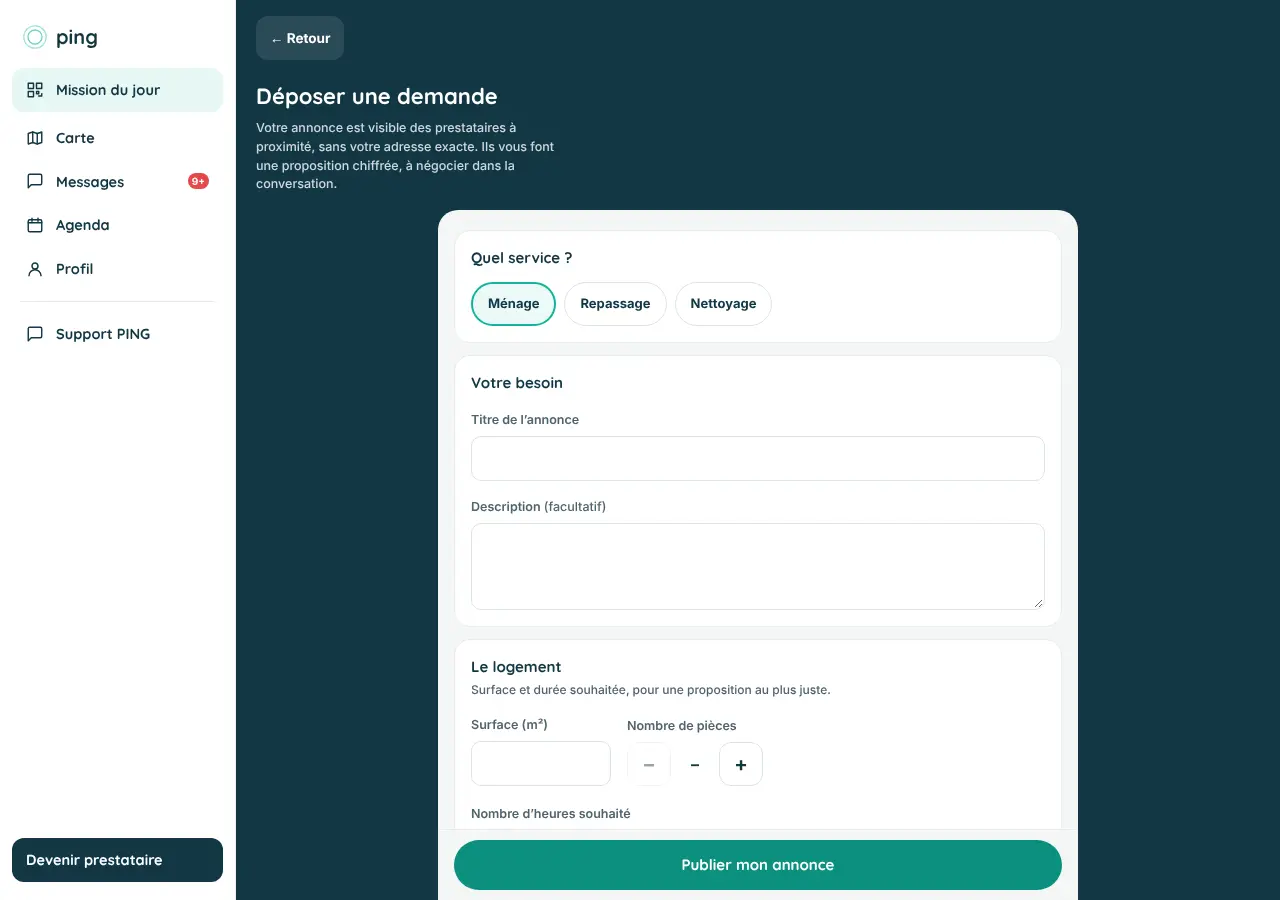 ping
Mission du jour
Carte
Messages
9+
Agenda
Profil
Support PING
Devenir prestataire
← Retour
Déposer une demande
Votre annonce est visible des prestataires à
proximité, sans votre adresse exacte. Ils vous font
une proposition chiffrée, à négocier dans la
conversation.
Quel service ?
Ménage Repassage Nettoyage
Votre besoin
Titre de l’annonce
Description (facultatif)
Le logement
Surface et durée souhaitée, pour une proposition au plus juste.
Surface (m²) Nombre de pièces
− – +
Nombre d’heures souhaité
Publier mon annonce